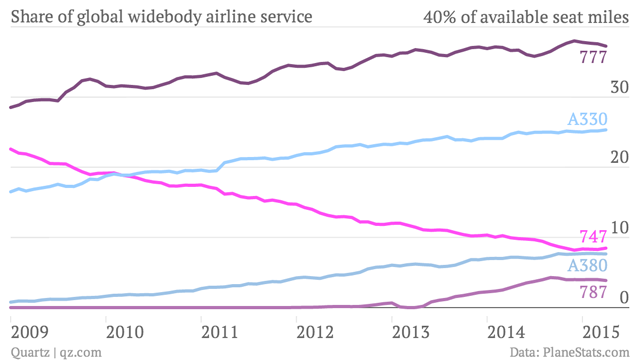 Share of global widebody airline service 40% of available seat miles
777
30
A330
20
747
10
A380
787
0
2009 2010 2011 2012 2013 2014 2015
Quartz | qz.com Data: PlaneStats.com